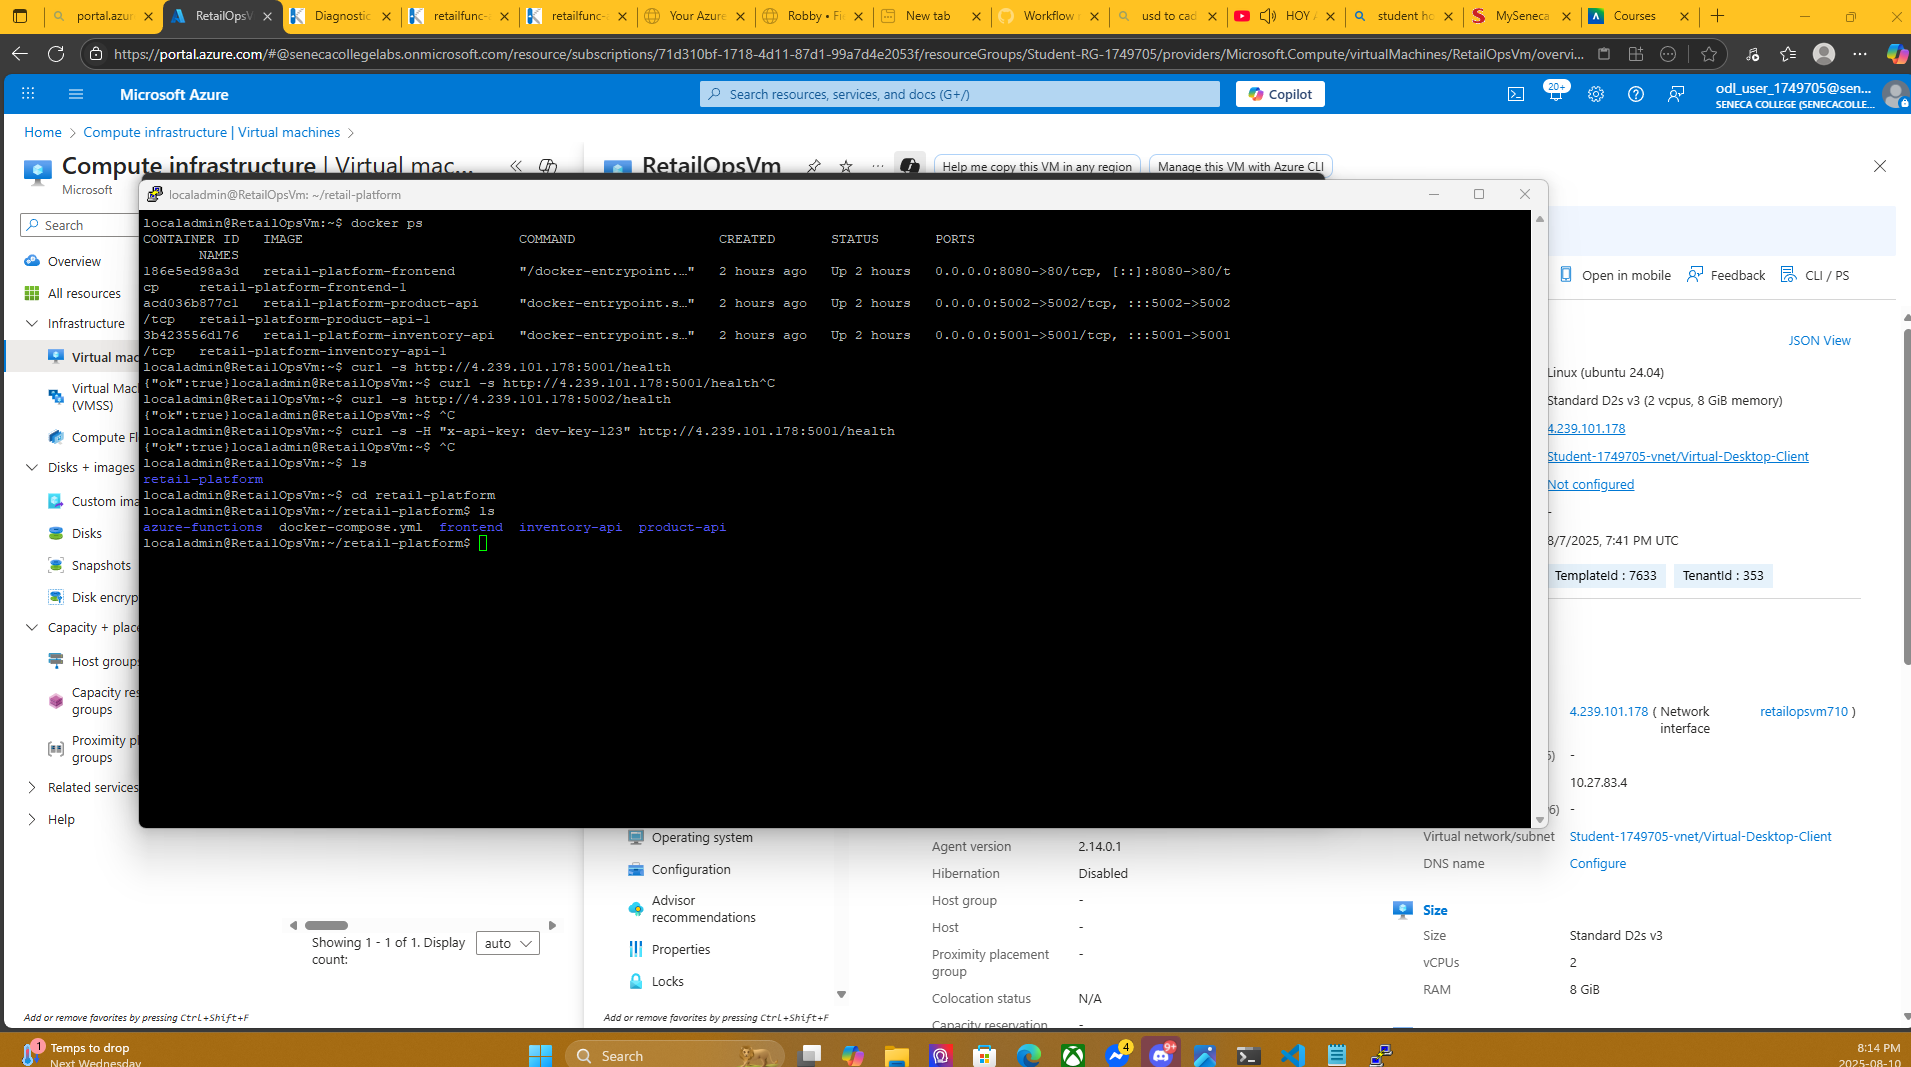 portal.azur
RetailOpsV
Diagnostic
retailfunc-
retailfunc-
Your Azure
Robby • Fi
New tab
Workflow r
usd to cad
HOY
student ho
MySeneca
Courses
https://portal.azure.com/#@senecacollegelabs.onmicrosoft.com/resource/subscriptions/71d310bf-1718-4d11-87d1-99a7d4e2053f/resourceGroups/Student-RG-1749705/providers/Microsoft.Compute/virtualMachines/RetailOpsVm/overvi...
Microsoft Azure
Search resources, services, and docs (G+/)
Copilot
20+
odl_user_1749705@sen...
SENECA COLLEGE (SENECACOLLE...
Home > Compute infrastructure | Virtual machines >
Compute infrastructure | Virtual mac...
Microsoft
RetailOpsVm
Help me copy this VM in any region
Manage this VM with Azure CLI
Search
Overview
All resources
Infrastructure
Virtual mac
Virtual Mac
(VMSS)
Compute Fl
Disks + images
Custom ima
Disks
Snapshots
Disk encryp
Capacity + place
Host groups
Capacity res
groups
Proximity pl
groups
Related services
Help
localadmin@RetailOpsVm: ~/retail-platform
localadmin@RetailOpsVm:~$ docker ps
CONTAINER ID   IMAGE                           COMMAND                  CREATED       STATUS       PORTS
       NAMES
186e5ed98a3d   retail-platform-frontend        "/docker-entrypoint.…"   2 hours ago   Up 2 hours   0.0.0.0:8080->80/tcp, [::]:8080->80/t
cp     retail-platform-frontend-1
acd036b877c1   retail-platform-product-api     "docker-entrypoint.s…"   2 hours ago   Up 2 hours   0.0.0.0:5002->5002/tcp, :::5002->5002
/tcp   retail-platform-product-api-1
3b423556d176   retail-platform-inventory-api   "docker-entrypoint.s…"   2 hours ago   Up 2 hours   0.0.0.0:5001->5001/tcp, :::5001->5001
/tcp   retail-platform-inventory-api-1
localadmin@RetailOpsVm:~$ curl -s http://4.239.101.178:5001/health
{"ok":true}localadmin@RetailOpsVm:~$ curl -s http://4.239.101.178:5001/health^C
localadmin@RetailOpsVm:~$ curl -s http://4.239.101.178:5002/health
{"ok":true}localadmin@RetailOpsVm:~$ ^C
localadmin@RetailOpsVm:~$ curl -s -H "x-api-key: dev-key-123" http://4.239.101.178:5001/health
{"ok":true}localadmin@RetailOpsVm:~$ ^C
localadmin@RetailOpsVm:~$ ls
retail-platform
localadmin@RetailOpsVm:~$ cd retail-platform
localadmin@RetailOpsVm:~/retail-platform$ ls
azure-functions  docker-compose.yml  frontend  inventory-api  product-api
localadmin@RetailOpsVm:~/retail-platform$
Open in mobile
Feedback
CLI / PS
JSON View
Linux (ubuntu 24.04)
Standard D2s v3 (2 vcpus, 8 GiB memory)
4.239.101.178
Student-1749705-vnet/Virtual-Desktop-Client
Not configured
-
8/7/2025, 7:41 PM UTC
TemplateId : 7633
TenantId : 353
4.239.101.178 ( Network interface retailopsvm710 )
-
10.27.83.4
6) -
Virtual network/subnet Student-1749705-vnet/Virtual-Desktop-Client
DNS name Configure
Size
Size Standard D2s v3
vCPUs 2
RAM 8 GiB
Operating system
Configuration
Advisor
recommendations
Properties
Locks
Agent version 2.14.0.1
Hibernation Disabled
Host group -
Host -
Proximity placement -
group
Colocation status N/A
Capacity reservation -
Showing 1 - 1 of 1. Display
count:
auto
Add or remove favorites by pressing Ctrl+Shift+F
Add or remove favorites by pressing Ctrl+Shift+F
1
Temps to drop
Next Wednesday
Search
4
9+
8:14 PM
2025-08-10